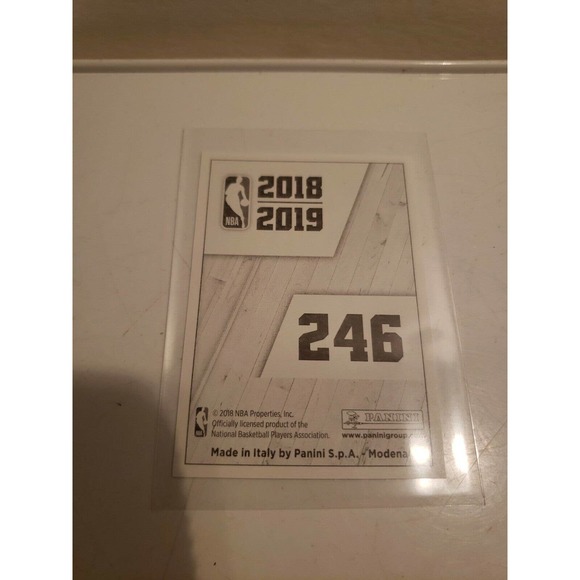 2018
2019
NBA
246
© 2018 NBA Properties, Inc.
Officially licensed product of the
National Basketball Players Association.
PANINI
www.paninigroup.com
Made in Italy by Panini S.p.A. - Modena